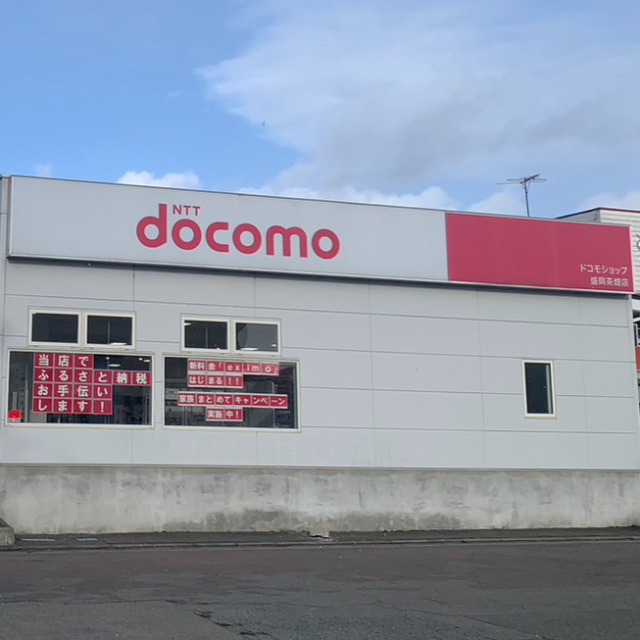 NTT
docomo
ドコモショップ
盛岡茶畑店
当店で
ふるさと納税
お手伝い
します!
新料金「eximo」
はじまる!!
家族まとめてキャンペーン
実施中!